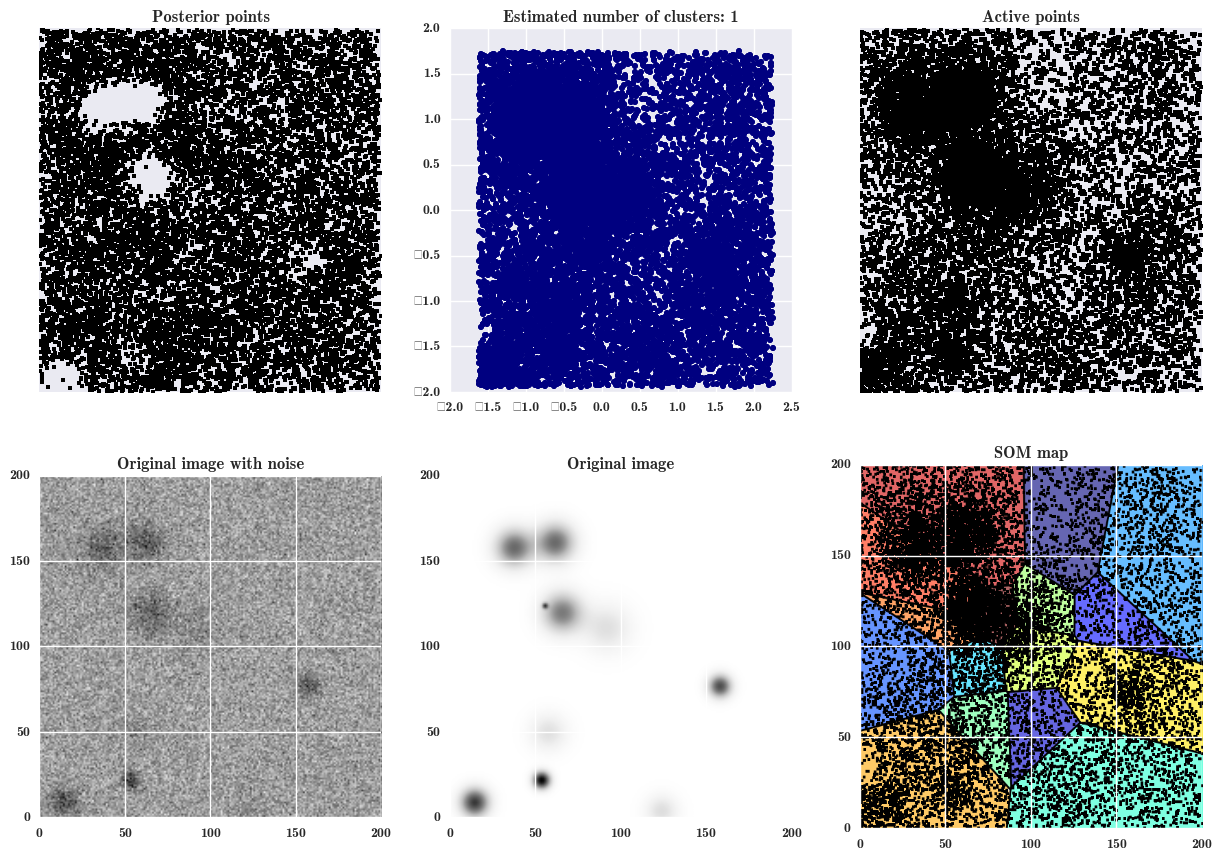 Posterior points
Estimated number of clusters: 1
Active points
2.0
1.5
1.0
0.5
0.0
□0.5
□1.0
□1.5
□2.0
□2.0 □1.5 □1.0 □0.5 0.0 0.5 1.0 1.5 2.0 2.5
Original image with noise
Original image
SOM map
200
150
100
50
0
0 50 100 150 200
200
150
100
50
0
0 50 100 150 200
200
150
100
50
0
0 50 100 150 200